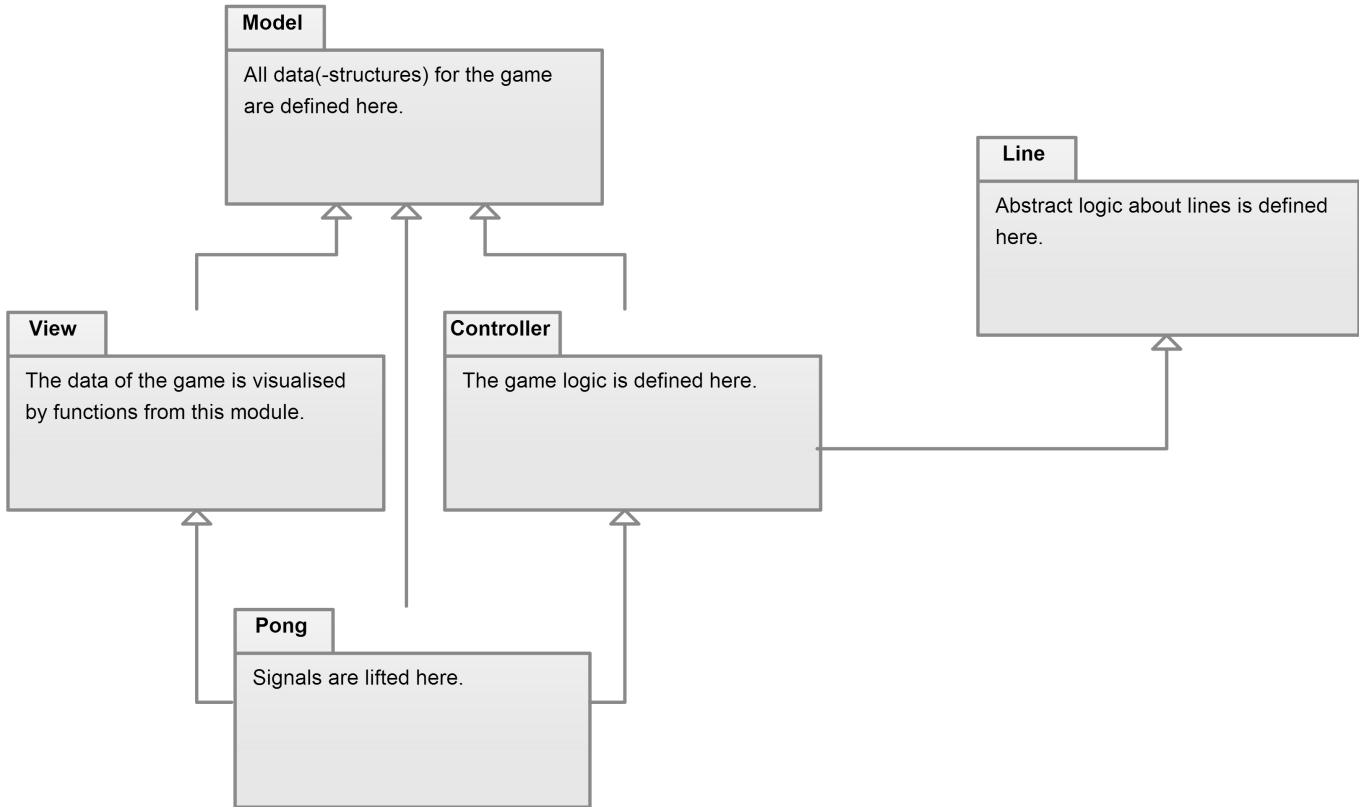 Model
All data(-structures) for the game
are defined here.
Line
Abstract logic about lines is defined
here.
View
The data of the game is visualised
by functions from this module.
Controller
The game logic is defined here.
Pong
Signals are lifted here.